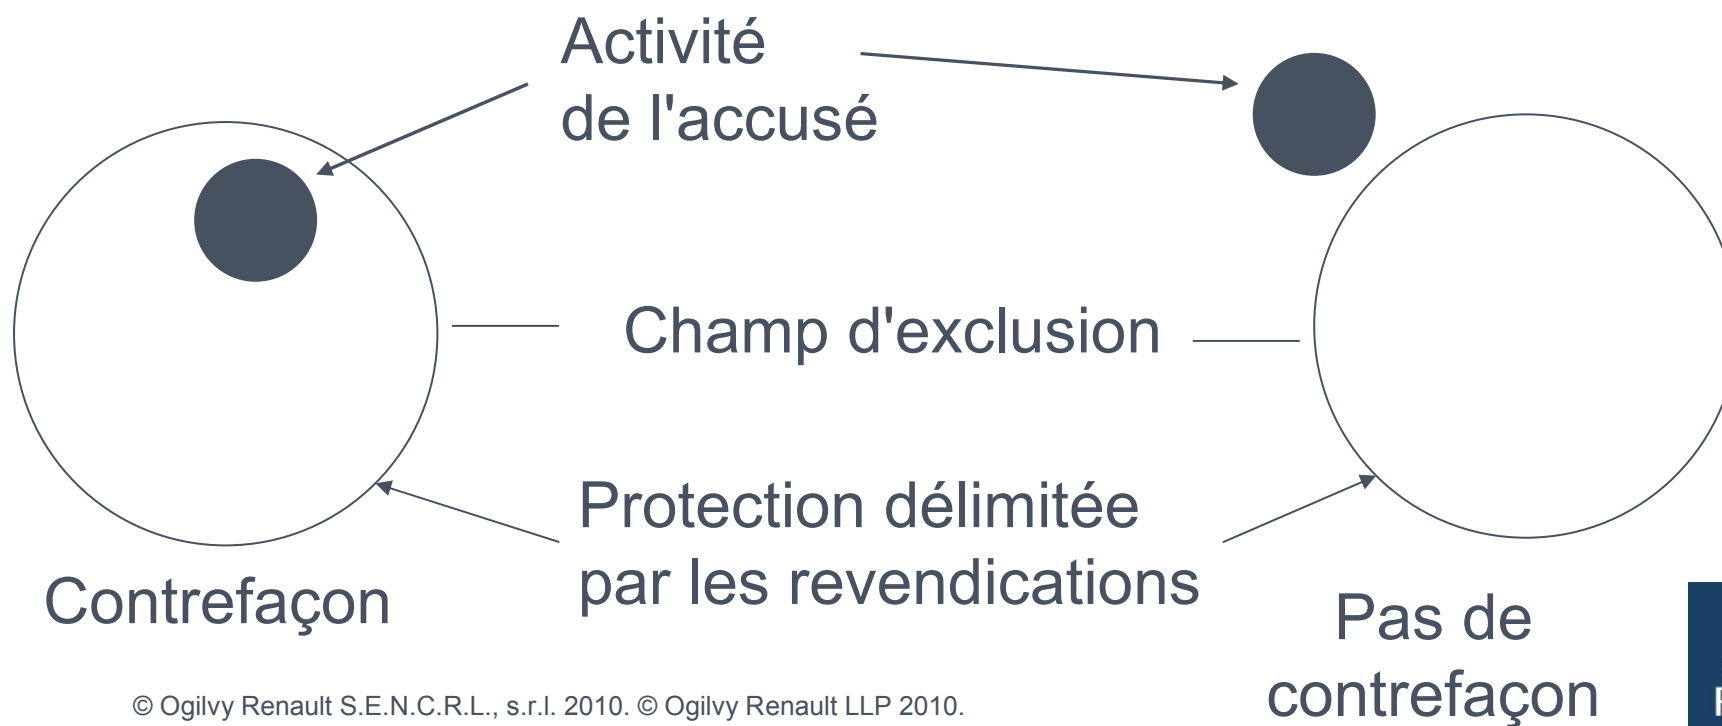 Activité
de l'accusé
Champ d'exclusion
Protection délimitée
par les revendications
Contrefaçon
Pas de
contrefaçon
© Ogilvy Renault S.E.N.C.R.L., s.r.l. 2010. © Ogilvy Renault LLP 2010.